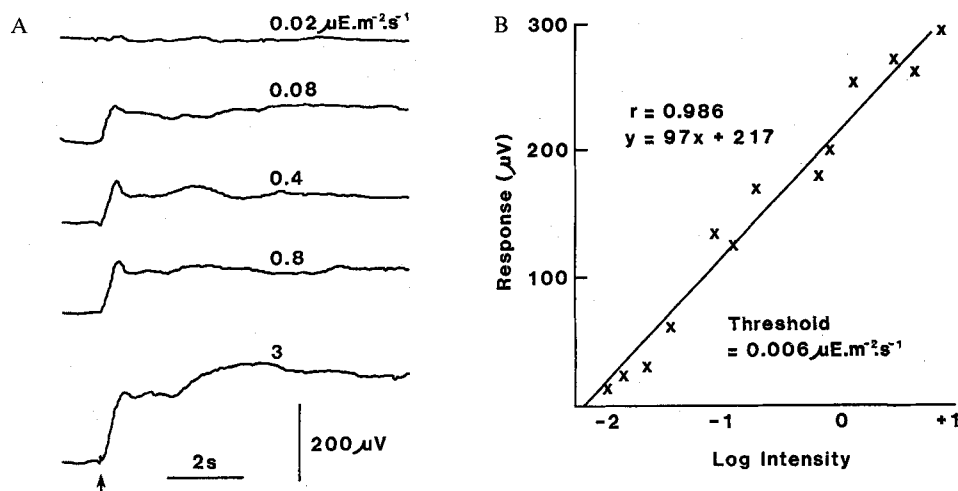 A
0.02 µE.m⁻².s⁻¹
0.08
0.4
0.8
3
200 µV
2s
B
300
200
100
Response (µV)
r = 0.986
y = 97x + 217
Threshold
= 0.006 µE.m⁻².s⁻¹
-2
-1
0
+1
Log Intensity